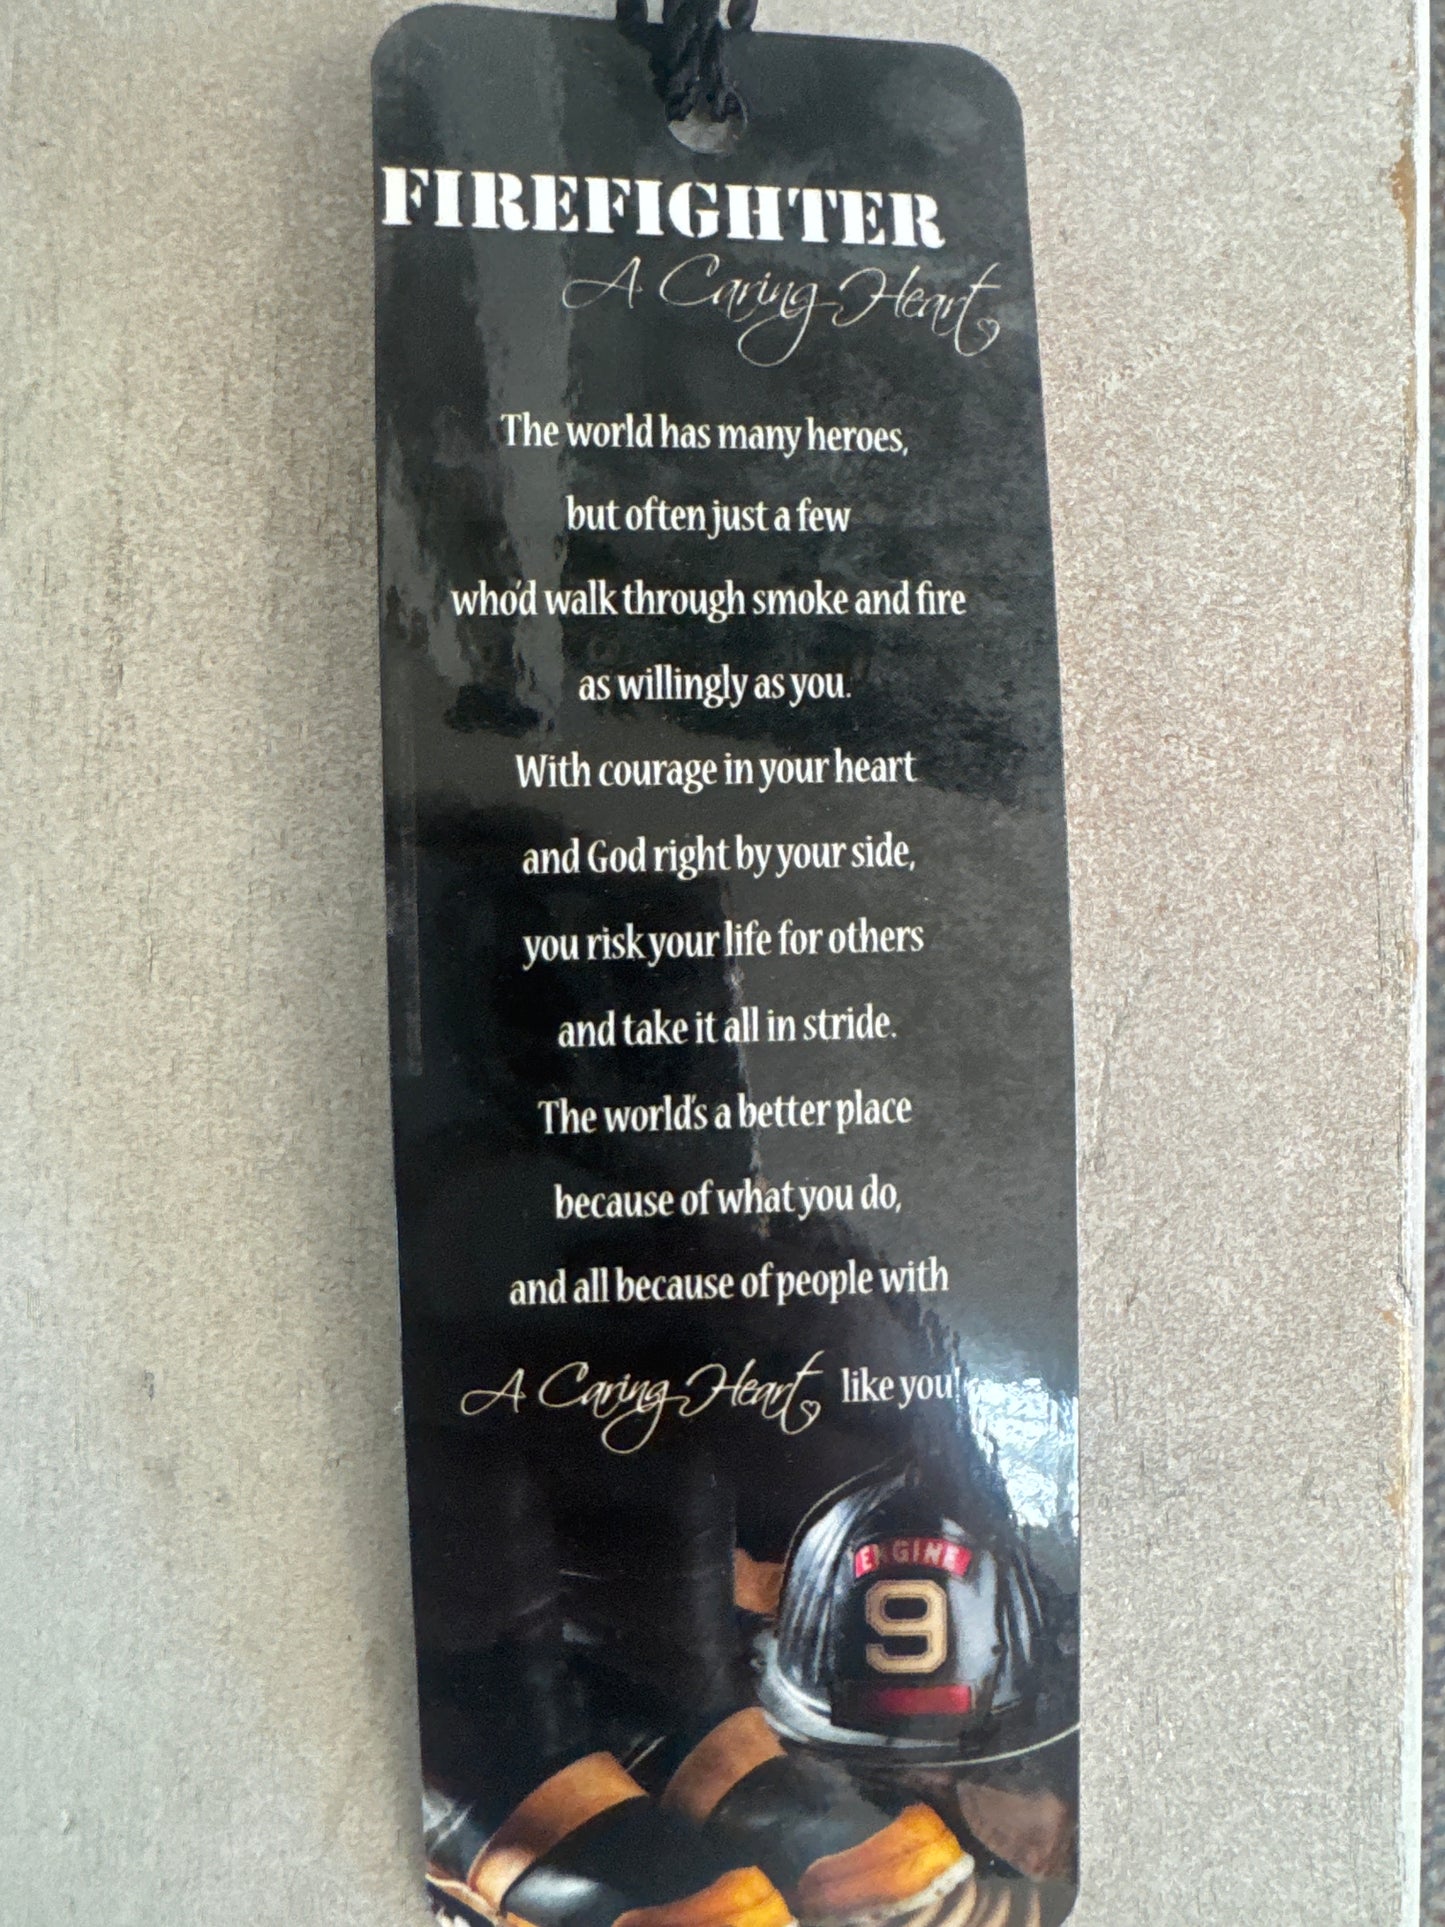 FIREFIGHTER
A Caring Heart
The world has many heroes,
but often just a few
who'd walk through smoke and fire
as willingly as you.
With courage in your heart
and God right by your side,
you risk your life for others
and take it all in stride.
The world's a better place
because of what you do,
and all because of people with
A Caring Heart like you!
ENGINE
9